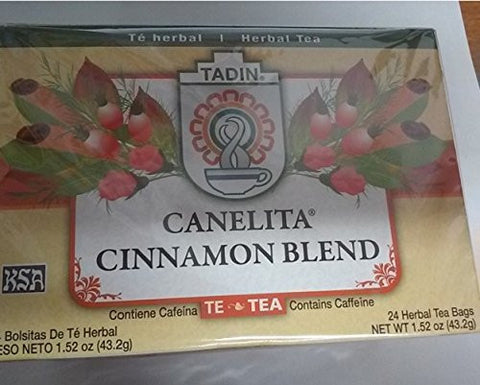 Té herbal | Herbal Tea
TADIN®
CANELITA®
CINNAMON BLEND
KSA
Contiene Cafeína TE TEA Contains Caffeine
Bolsitas De Té Herbal
ESO NETO 1.52 oz (43.2g)
24 Herbal Tea Bags
NET WT 1.52 oz (43.2g)